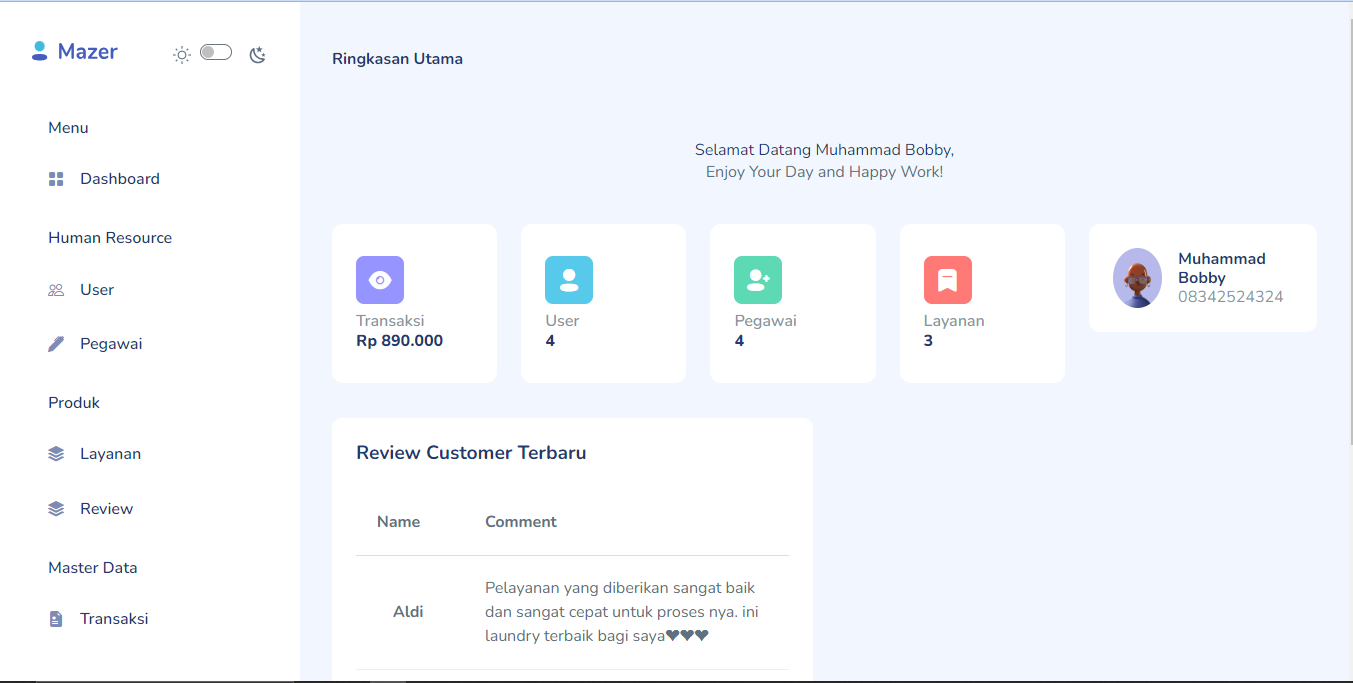 Mazer
Menu
Dashboard
Human Resource
User
Pegawai
Produk
Layanan
Review
Master Data
Transaksi
Ringkasan Utama
Selamat Datang Muhammad Bobby,
Enjoy Your Day and Happy Work!
Transaksi
Rp 890.000
User
4
Pegawai
4
Layanan
3
Muhammad
Bobby
08342524324
Review Customer Terbaru
Name Comment
Aldi
Pelayanan yang diberikan sangat baik
dan sangat cepat untuk proses nya. ini
laundry terbaik bagi saya❤❤❤